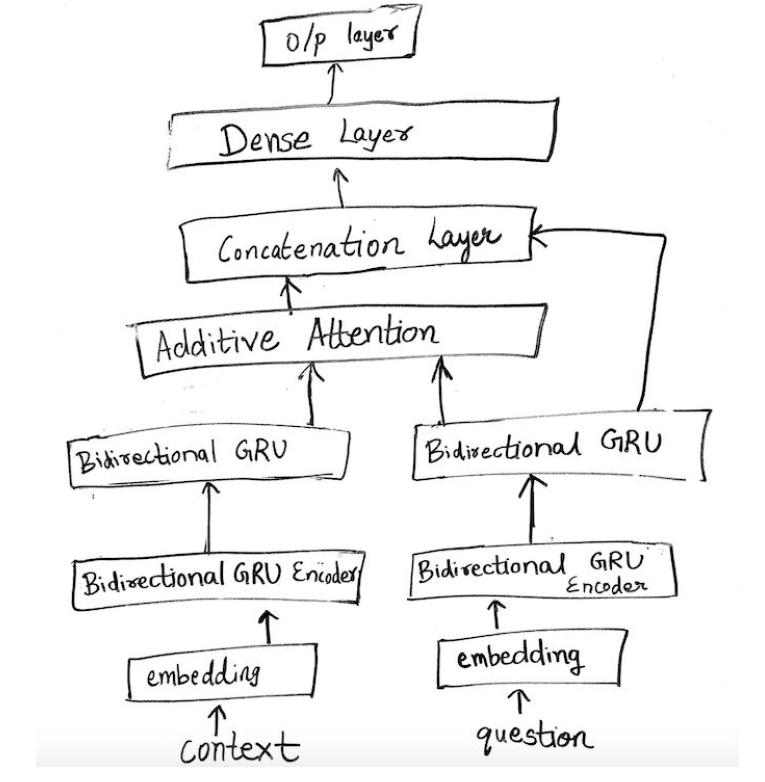 O/p layer
Dense Layer
Concatenation Layer
Additive Attention
Bidirectional GRU
Bidirectional GRU
Bidirectional GRU Encoder
Bidirectional GRU
Encoder
embedding
embedding
context
question